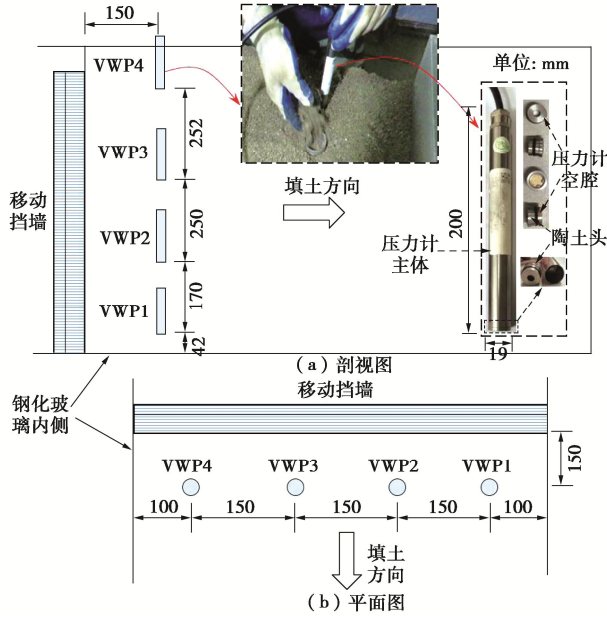 150
单位: mm
VWP4
252
VWP3
移动
挡墙
填土方向
250
VWP2
170
VWP1
42
200
压力计
空腔
陶土头
压力计
主体
19
(a) 剖视图
钢化玻
璃内侧
移动挡墙
150
VWP4
VWP3
VWP2
VWP1
100
150
150
150
100
填土
方向
(b) 平面图